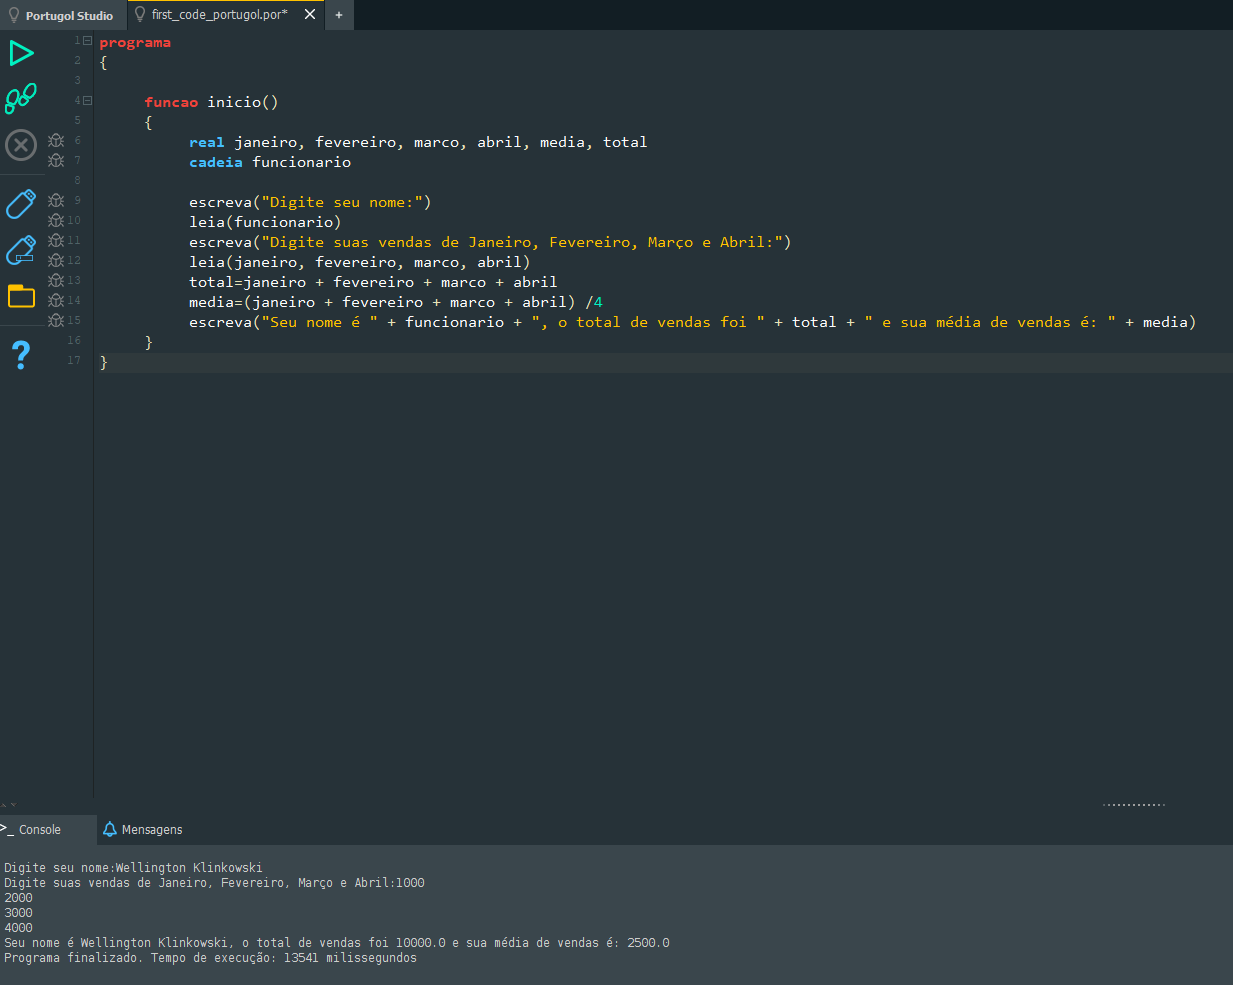 Portugol Studio first_code_portugol.por* X +
1 programa
2 {
3
4 funcao inicio()
5 {
6 real janeiro, fevereiro, marco, abril, media, total
7 cadeia funcionario
8
9 escreva("Digite seu nome:")
10 leia(funcionario)
11 escreva("Digite suas vendas de Janeiro, Fevereiro, Março e Abril:")
12 leia(janeiro, fevereiro, marco, abril)
13 total=janeiro + fevereiro + marco + abril
14 media=(janeiro + fevereiro + marco + abril) /4
15 escreva("Seu nome é " + funcionario + ", o total de vendas foi " + total + " e sua média de vendas é: " + media)
16 }
17 }
?
>_ Console Mensagens
Digite seu nome:Wellington Klinkowski
Digite suas vendas de Janeiro, Fevereiro, Março e Abril:1000
2000
3000
4000
Seu nome é Wellington Klinkowski, o total de vendas foi 10000.0 e sua média de vendas é: 2500.0
Programa finalizado. Tempo de execução: 13541 milissegundos